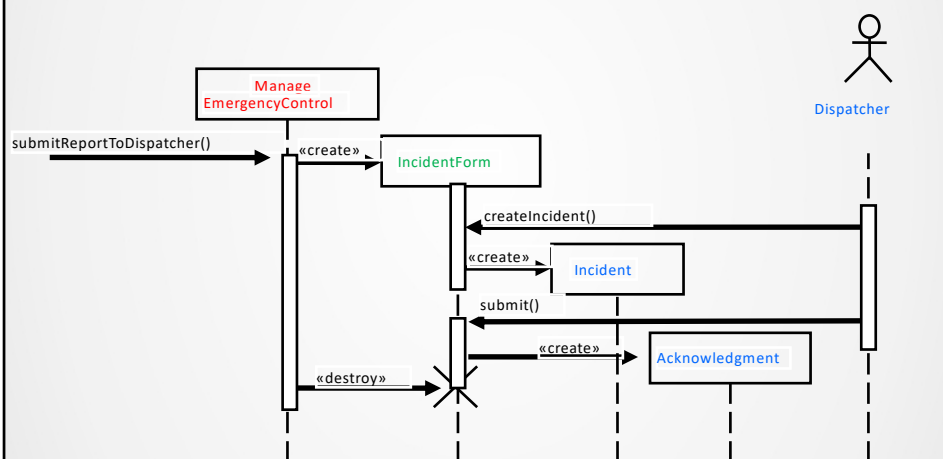 Manage
EmergencyControl
Dispatcher
submitReportToDispatcher()
«create»
IncidentForm
createIncident()
«create»
Incident
submit()
«create»
Acknowledgment
«destroy»